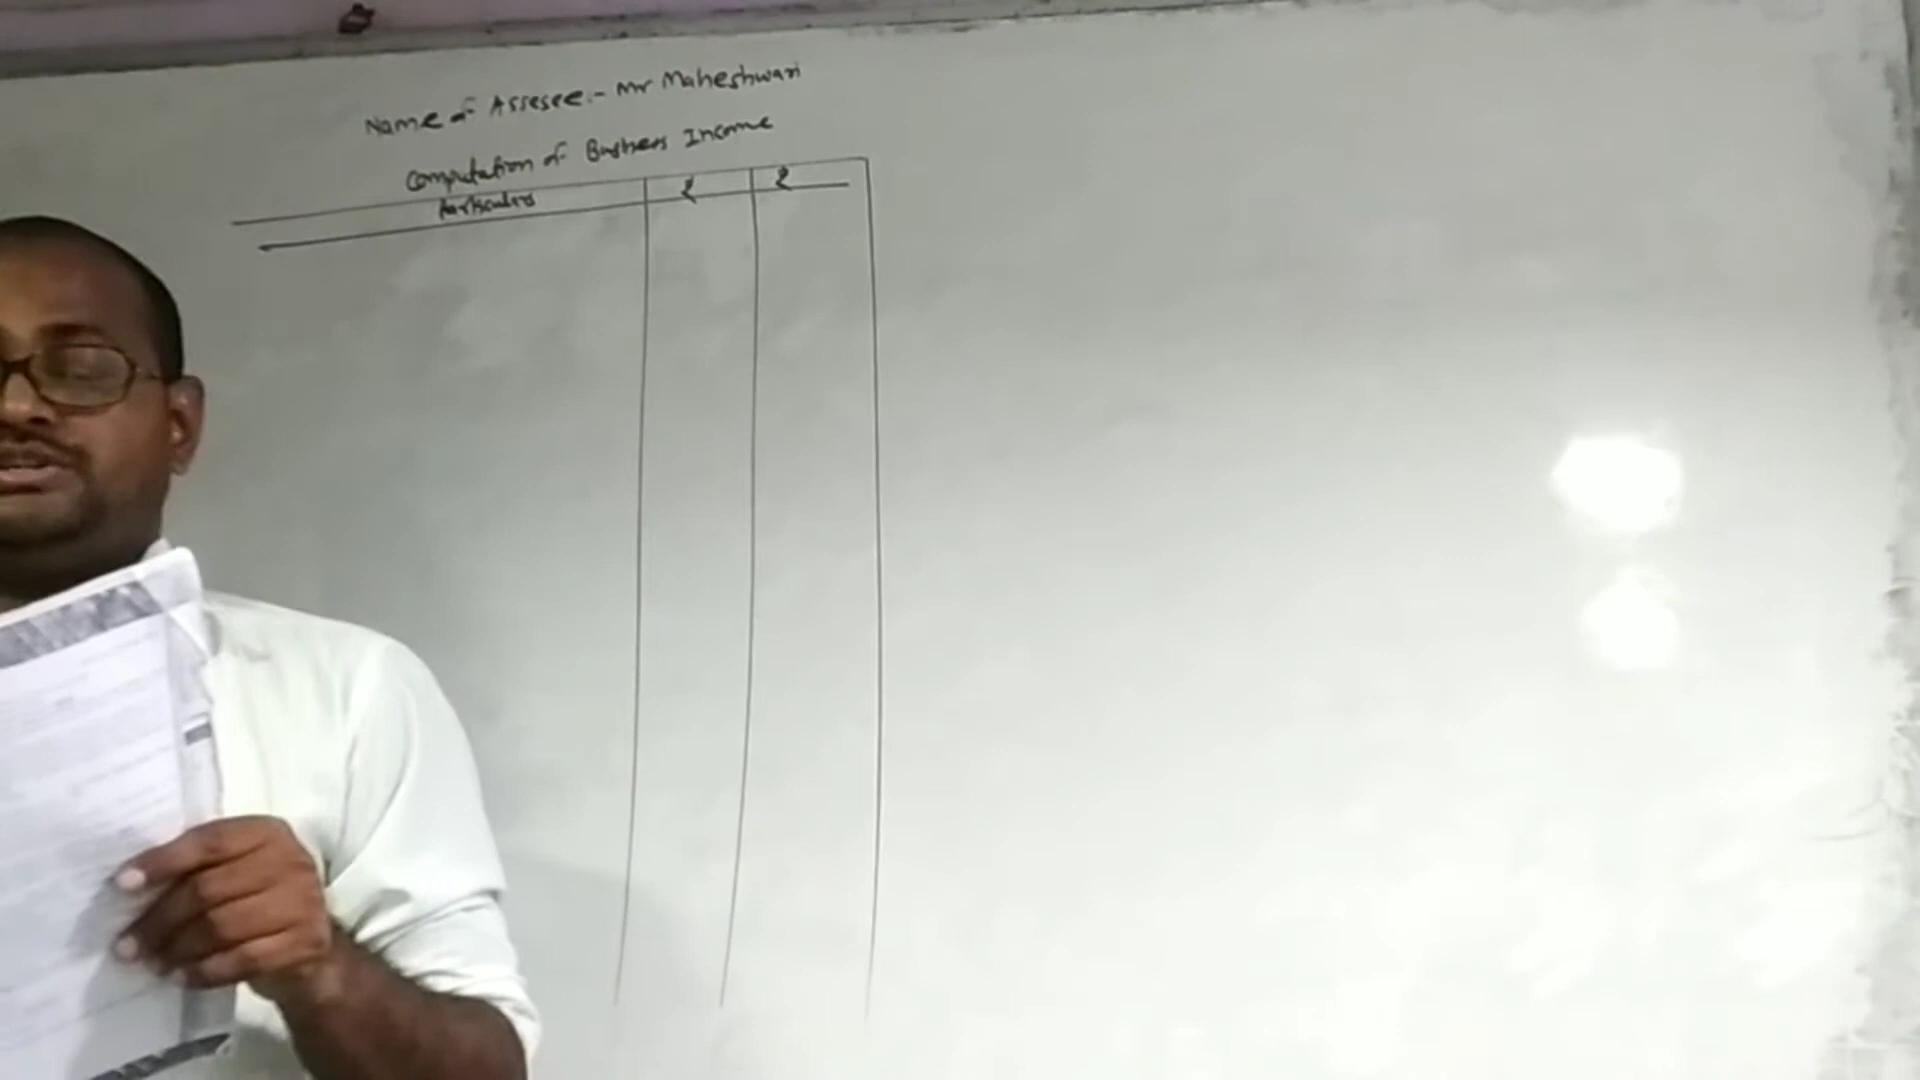 Name of Assesee:- Mr Maheshwari
Computation of Business Income
Particulars ₹ ₹